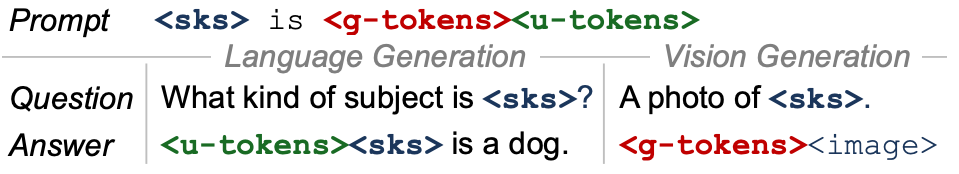 Prompt <sks> is <g-tokens><u-tokens>
Language Generation Vision Generation
Question What kind of subject is <sks>? A photo of <sks>.
Answer <u-tokens><sks> is a dog. <g-tokens><image>